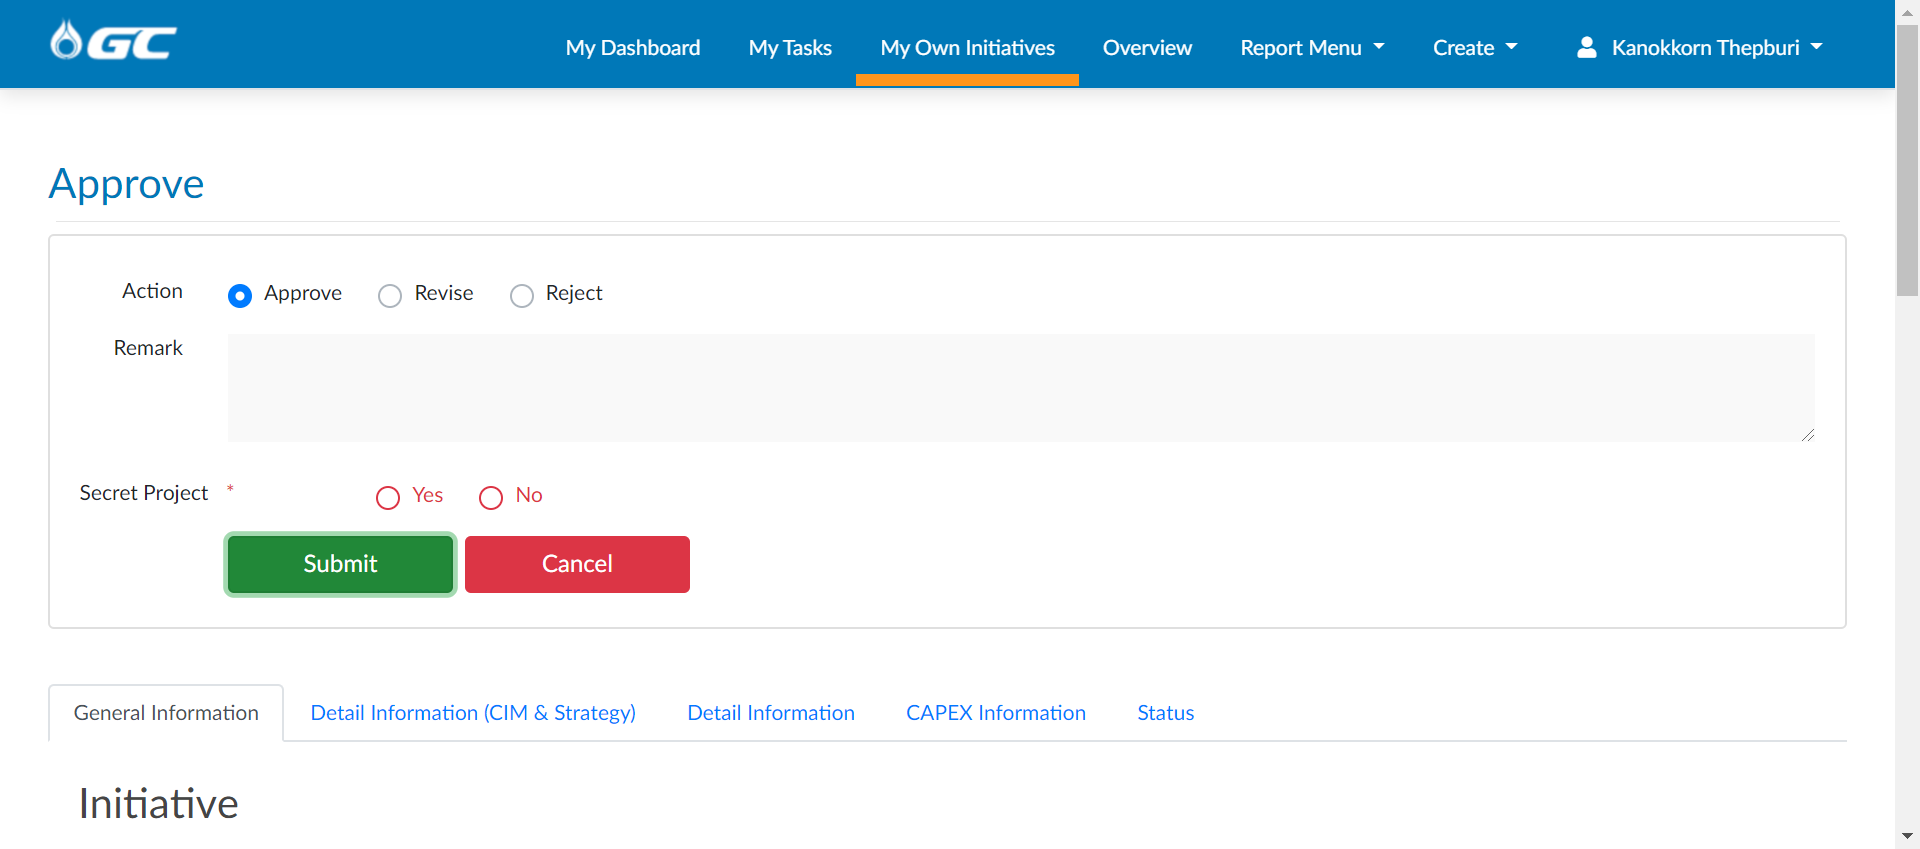 GC
My Dashboard
My Tasks
My Own Initiatives
Overview
Report Menu
Create
Kanokkorn Thepburi
Approve
Action
Approve
Revise
Reject
Remark
Secret Project *
Yes
No
Submit
Cancel
General Information
Detail Information (CIM & Strategy)
Detail Information
CAPEX Information
Status
Initiative